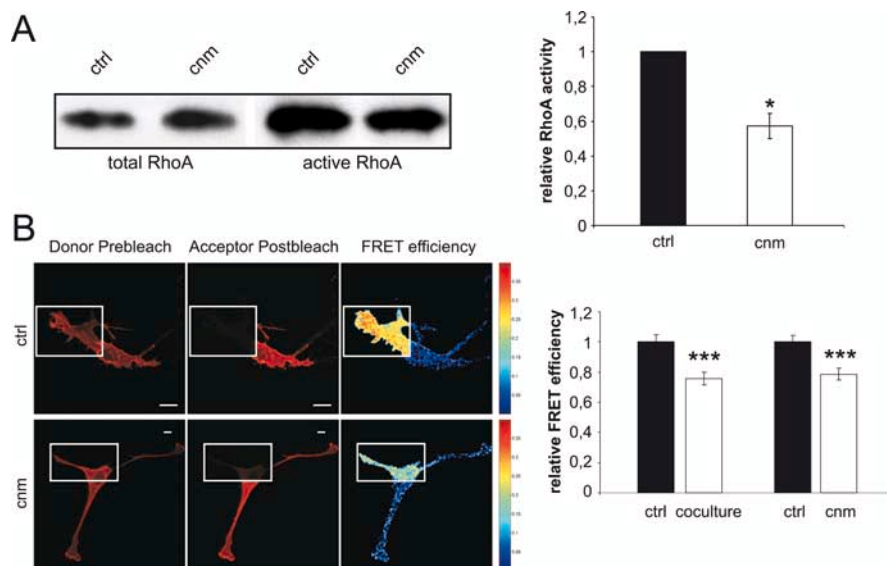 A
ctrl cnm ctrl cnm
total RhoA active RhoA
relative RhoA activity
1,2
1
0,8
0,6
0,4
0,2
0
*
ctrl cnm
B
Donor Prebleach Acceptor Postbleach FRET efficiency
ctrl
cnm
relative FRET efficiency
1,2
1
0,8
0,6
0,4
0,2
0
*** ***
ctrl coculture ctrl cnm